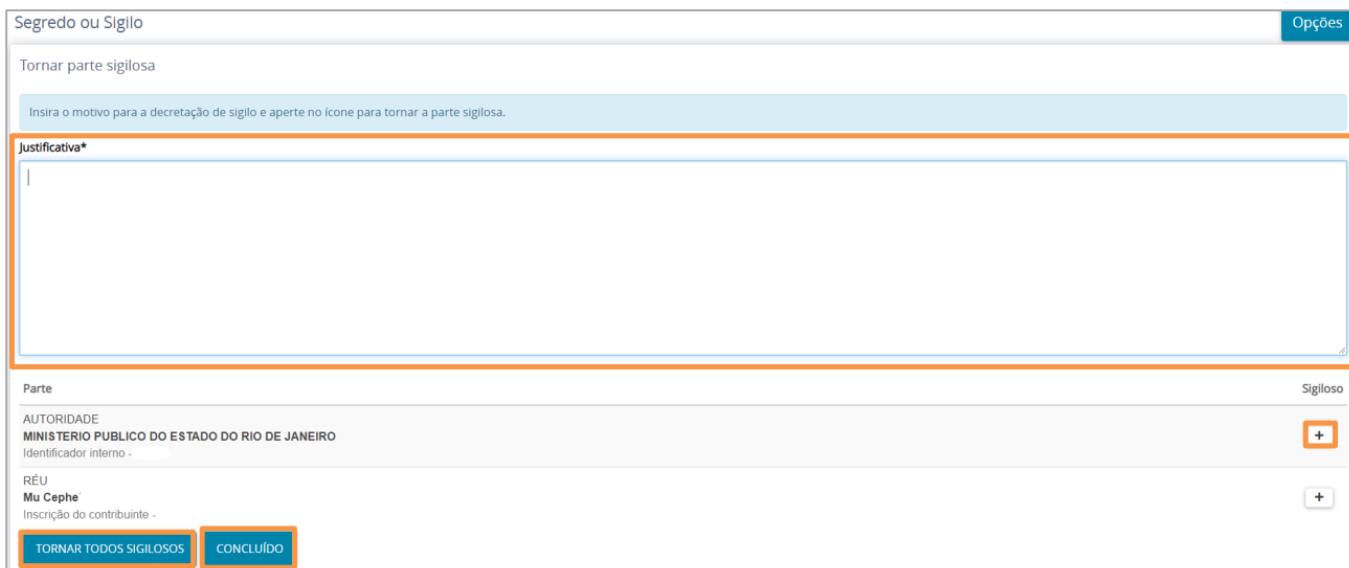 Segredo ou Sigilo
Opções
Tornar parte sigilosa
Insira o motivo para a decretação de sigilo e aperte no ícone para tornar a parte sigilosa.
Justificativa*
Parte
Sigiloso
AUTORIDADE
MINISTERIO PUBLICO DO ESTADO DO RIO DE JANEIRO
Identificador interno -
+
RÉU
Mu Cephe
Inscrição do contribuinte -
+
TORNAR TODOS SIGILOSOS
CONCLUÍDO